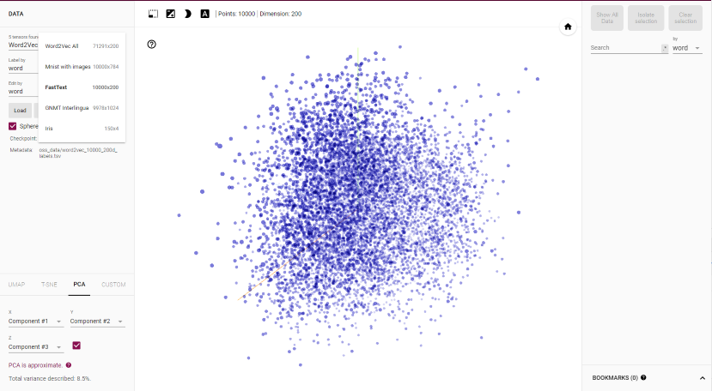 DATA
Points: 10000 | Dimension: 200
5 tensors found
Word2Vec
Word2Vec All 71291x200
Mnist with images 10000x784
FastText 10000x200
GNMT Interlingua 9978x1024
Iris 150x4
Label by
word
Edit by
word
Load
Sphere
Checkpoint:
Metadata: oss_data/word2vec_10000_200d_
labels.tsv
UMAP T-SNE PCA CUSTOM
X Y
Component #1 Component #2
Z
Component #3
PCA is approximate.
Total variance described: 8.5%.
Show All
Data
Isolate
selection
Clear
selection
Search
by
word
BOOKMARKS (0)